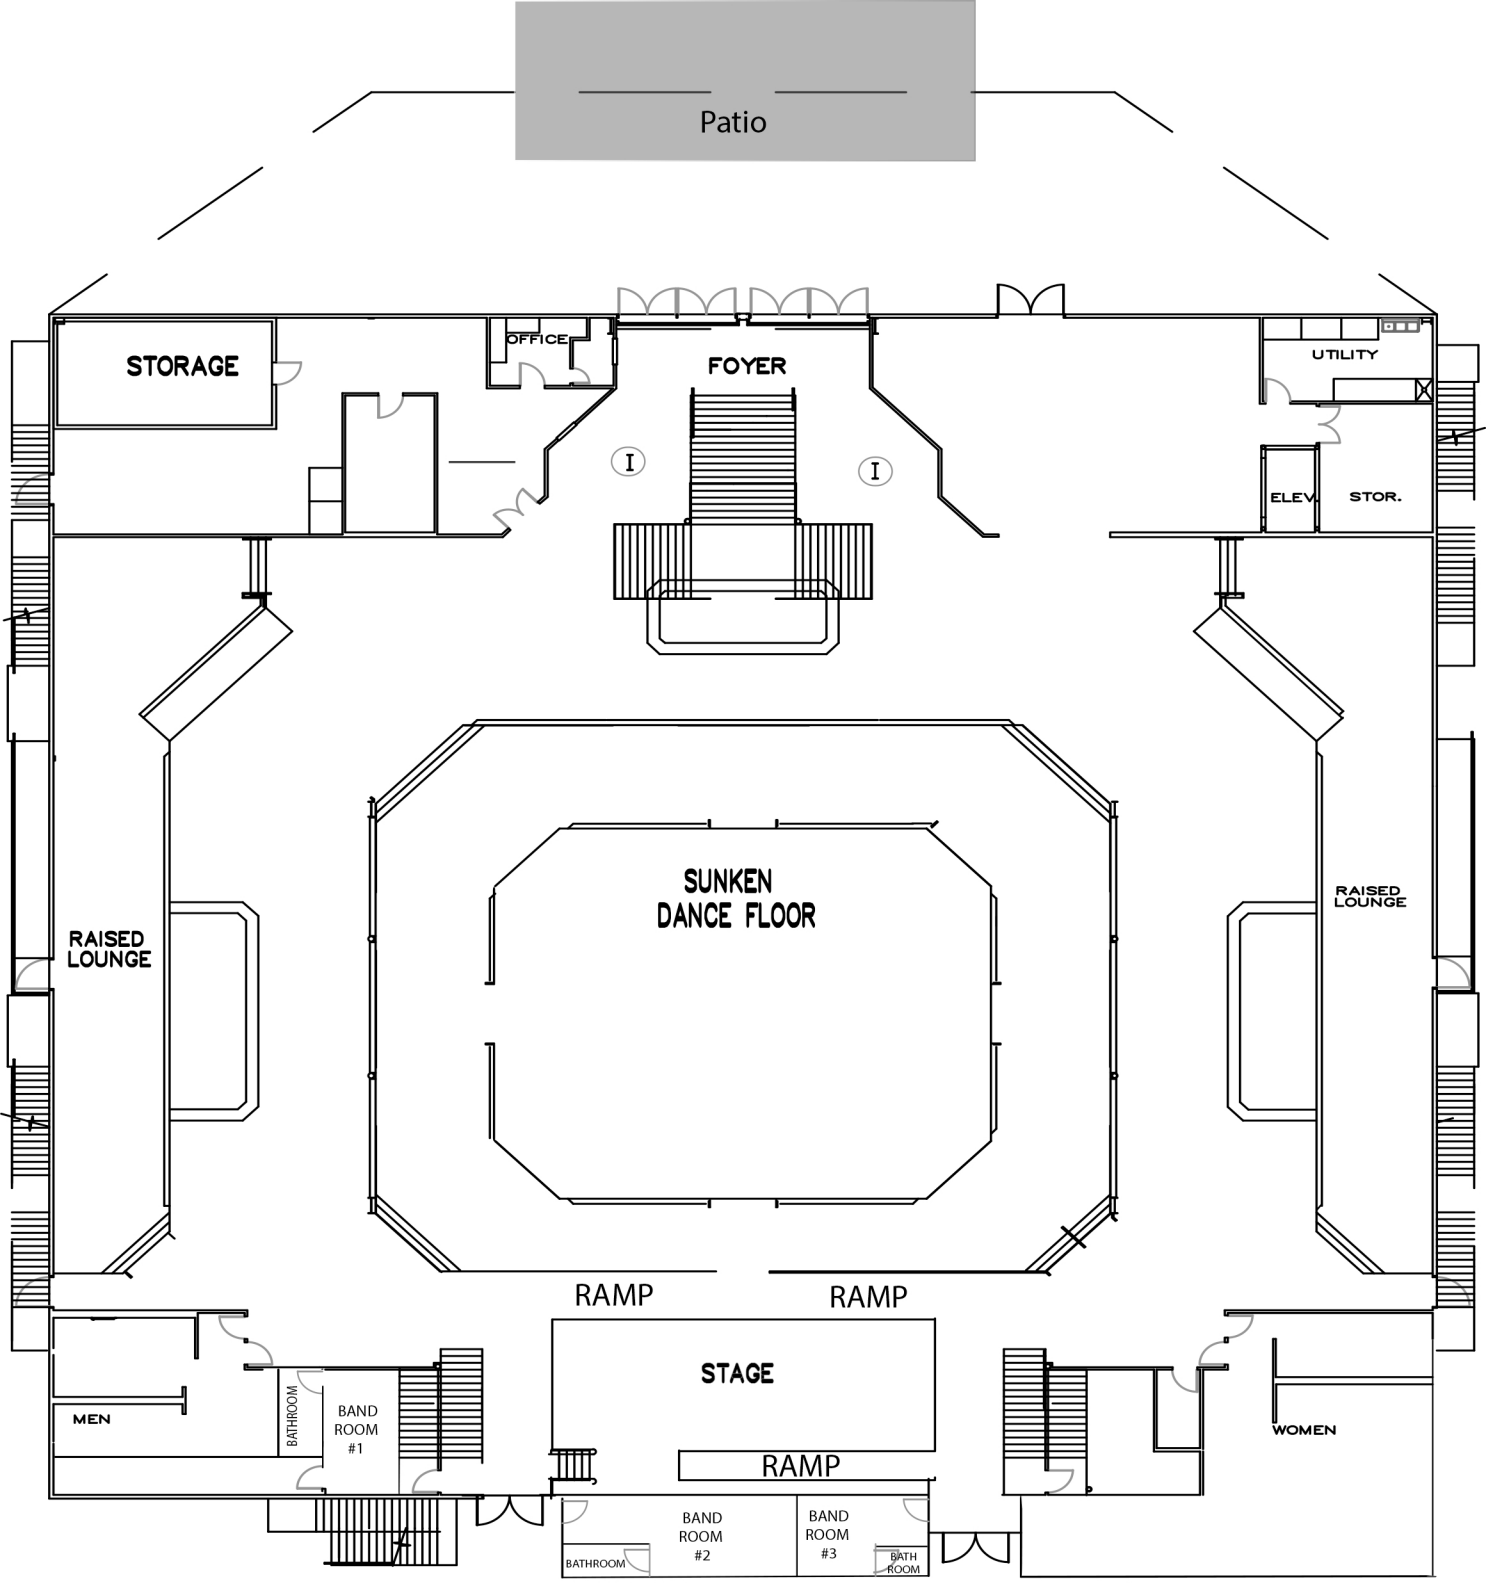 Patio
OFFICE
STORAGE
FOYER
UTILITY
I
I
ELEV.
STOR.
SUNKEN
DANCE FLOOR
RAISED
LOUNGE
RAISED
LOUNGE
RAMP
RAMP
STAGE
MEN
BATHROOM
BAND
ROOM
#1
WOMEN
RAMP
BAND
ROOM
#2
BAND
ROOM
#3
BATHROOM
BATH
ROOM